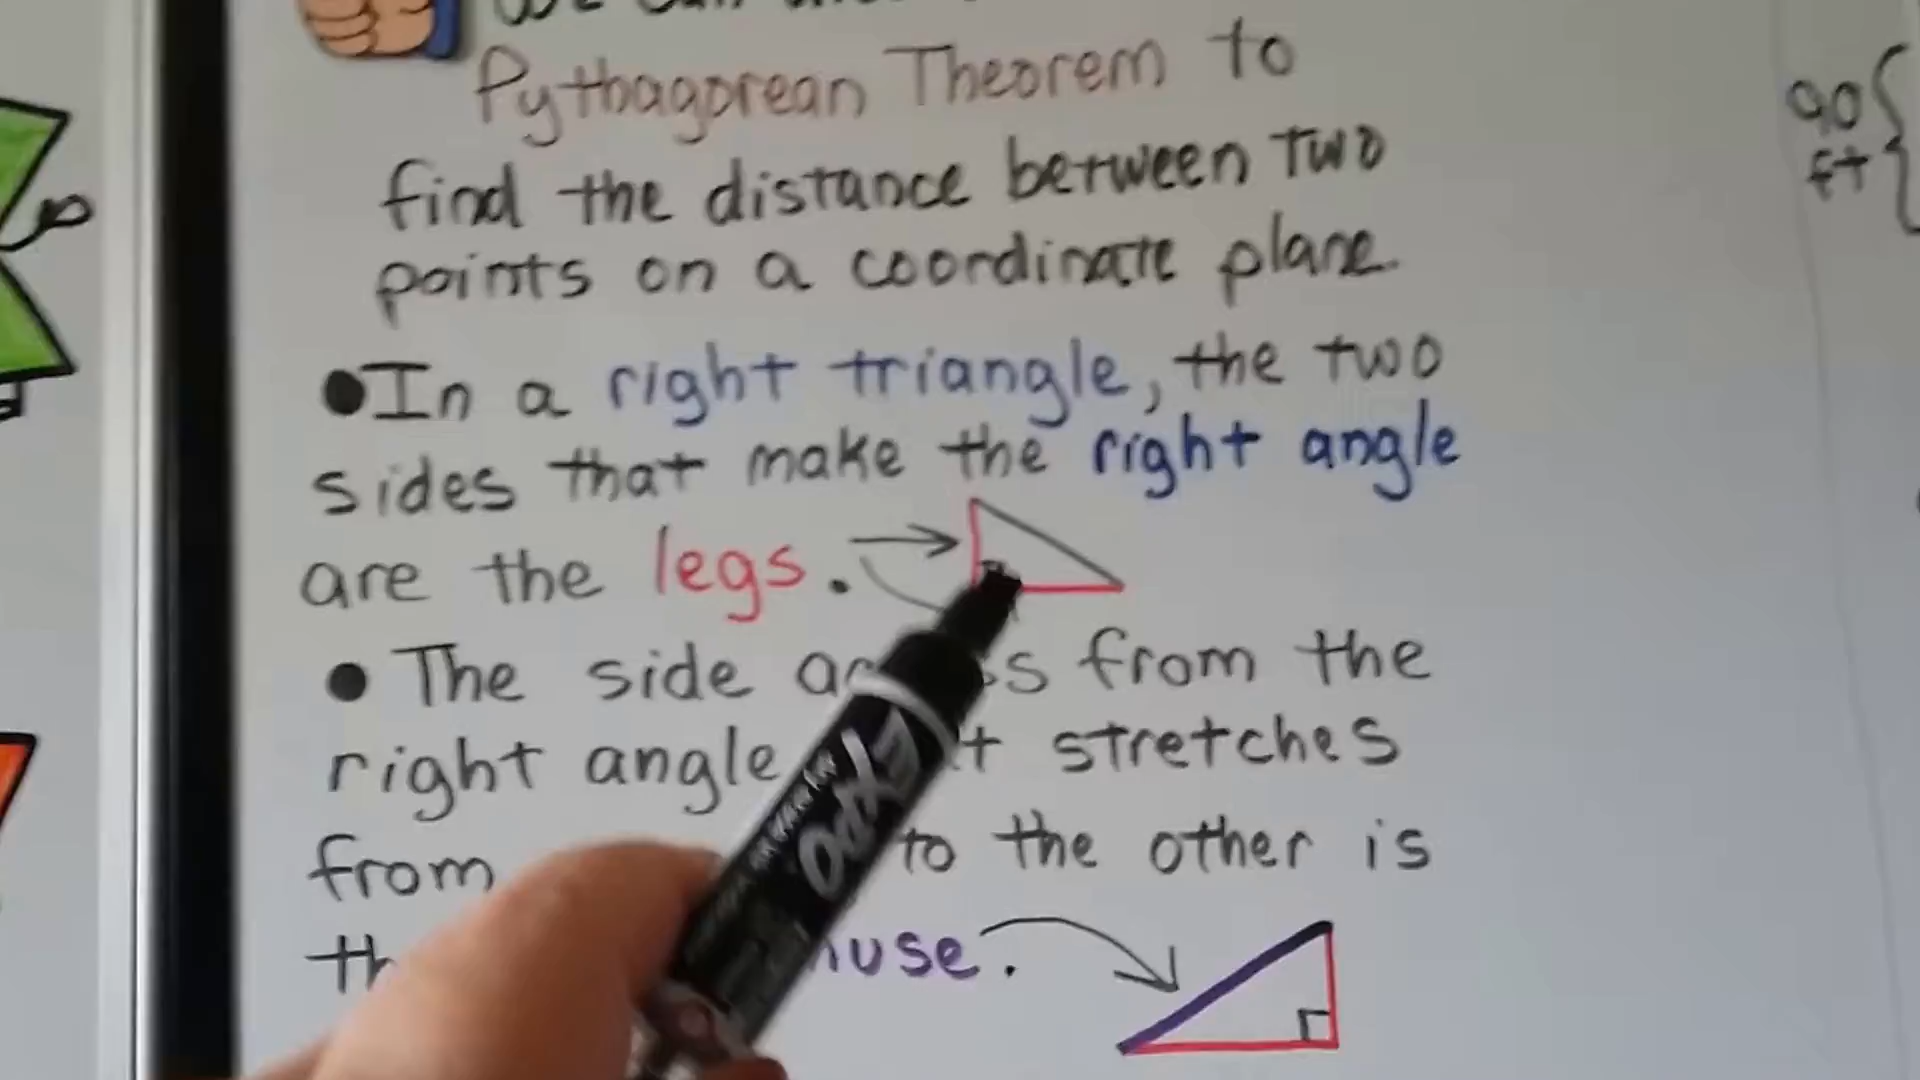 Pythagorean Theorem to
find the distance between two
points on a coordinate plane.
• In a right triangle, the two
sides that make the right angle
are the legs.
• The side from the
right angle stretches
from to the other is
90
ft
EXPO